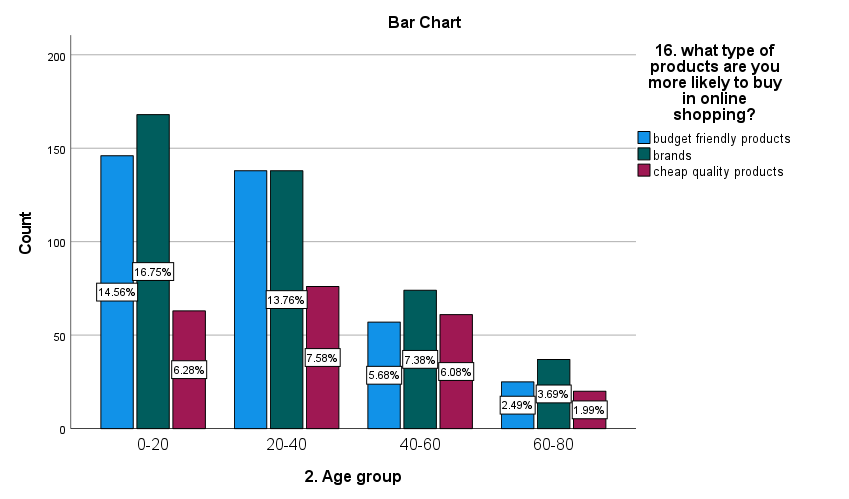 Bar Chart
16. what type of
products are you
more likely to buy
in online
shopping?
budget friendly products
brands
cheap quality products
Count
200
150
100
50
0
14.56%
16.75%
6.28%
13.76%
7.58%
5.68%
7.38%
6.08%
2.49%
3.69%
1.99%
0-20
20-40
40-60
60-80
2. Age group